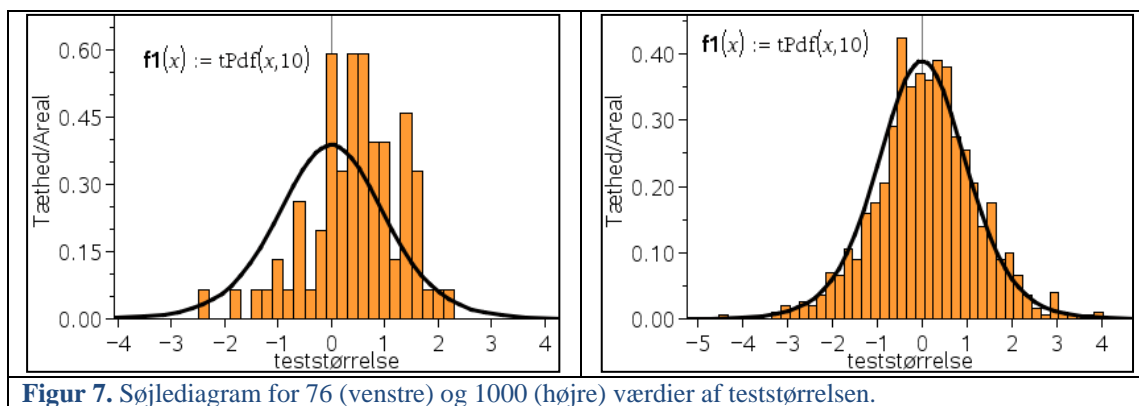 f1(x) := tPdf(x,10)
Tæthed/Areal
0.60
0.45
0.30
0.15
0.00
−4 −3 −2 −1 0 1 2 3 4
teststørrelse
f1(x) := tPdf(x,10)
Tæthed/Areal
0.40
0.30
0.20
0.10
0.00
−5 −4 −3 −2 −1 0 1 2 3 4
teststørrelse
Figur 7. Søjlediagram for 76 (venstre) og 1000 (højre) værdier af teststørrelsen.